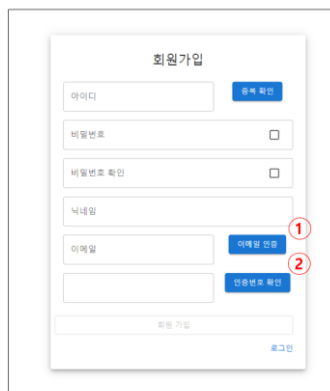 회원가입
아이디
중복 확인
비밀번호
비밀번호 확인
닉네임
①
이메일
이메일 인증
②
인증번호 확인
회원 가입
로그인